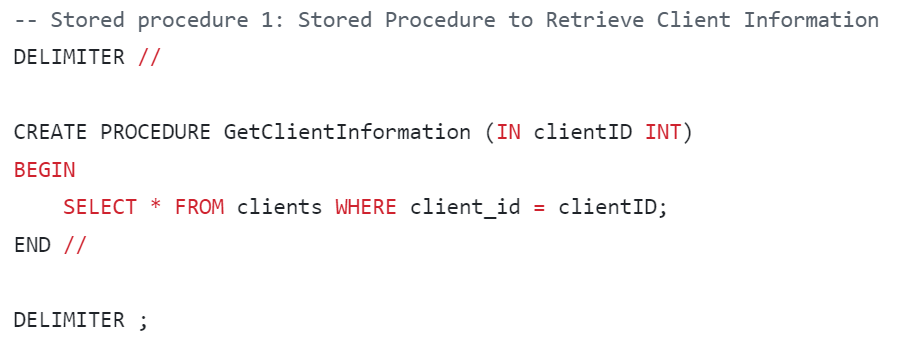 -- Stored procedure 1: Stored Procedure to Retrieve Client Information
DELIMITER //
CREATE PROCEDURE GetClientInformation (IN clientID INT)
BEGIN
    SELECT * FROM clients WHERE client_id = clientID;
END //
DELIMITER ;